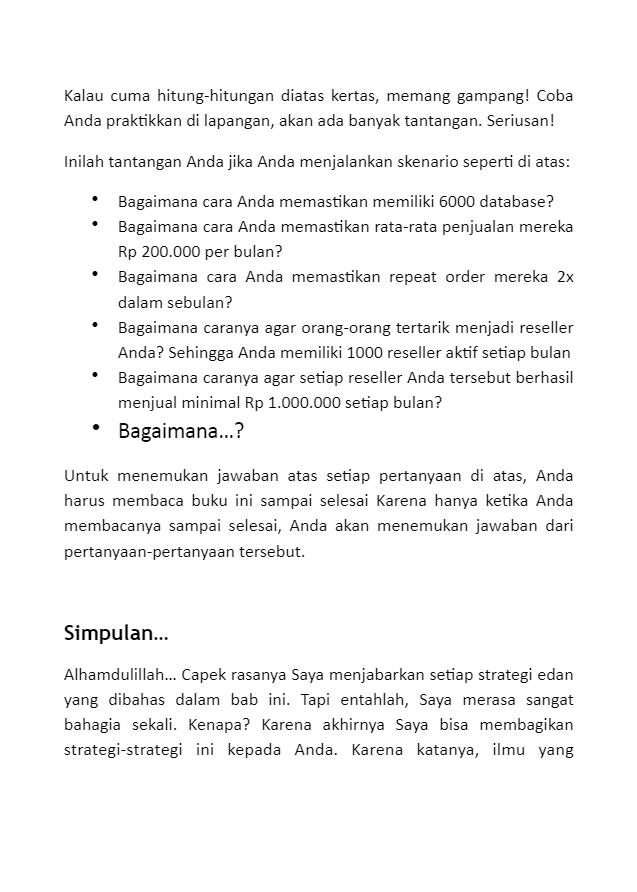 Kalau cuma hitung-hitungan diatas kertas, memang gampang! Coba
Anda praktikkan di lapangan, akan ada banyak tantangan. Seriusan!
Inilah tantangan Anda jika Anda menjalankan skenario seperti di atas:
• Bagaimana cara Anda memastikan memiliki 6000 database?
• Bagaimana cara Anda memastikan rata-rata penjualan mereka
Rp 200.000 per bulan?
• Bagaimana cara Anda memastikan repeat order mereka 2x
dalam sebulan?
• Bagaimana caranya agar orang-orang tertarik menjadi reseller
Anda? Sehingga Anda memiliki 1000 reseller aktif setiap bulan
• Bagaimana caranya agar setiap reseller Anda tersebut berhasil
menjual minimal Rp 1.000.000 setiap bulan?
• Bagaimana...?
Untuk menemukan jawaban atas setiap pertanyaan di atas, Anda
harus membaca buku ini sampai selesai Karena hanya ketika Anda
membacanya sampai selesai, Anda akan menemukan jawaban dari
pertanyaan-pertanyaan tersebut.
Simpulan...
Alhamdulillah... Capek rasanya Saya menjabarkan setiap strategi edan
yang dibahas dalam bab ini. Tapi entahlah, Saya merasa sangat
bahagia sekali. Kenapa? Karena akhirnya Saya bisa membagikan
strategi-strategi ini kepada Anda. Karena katanya, ilmu yang